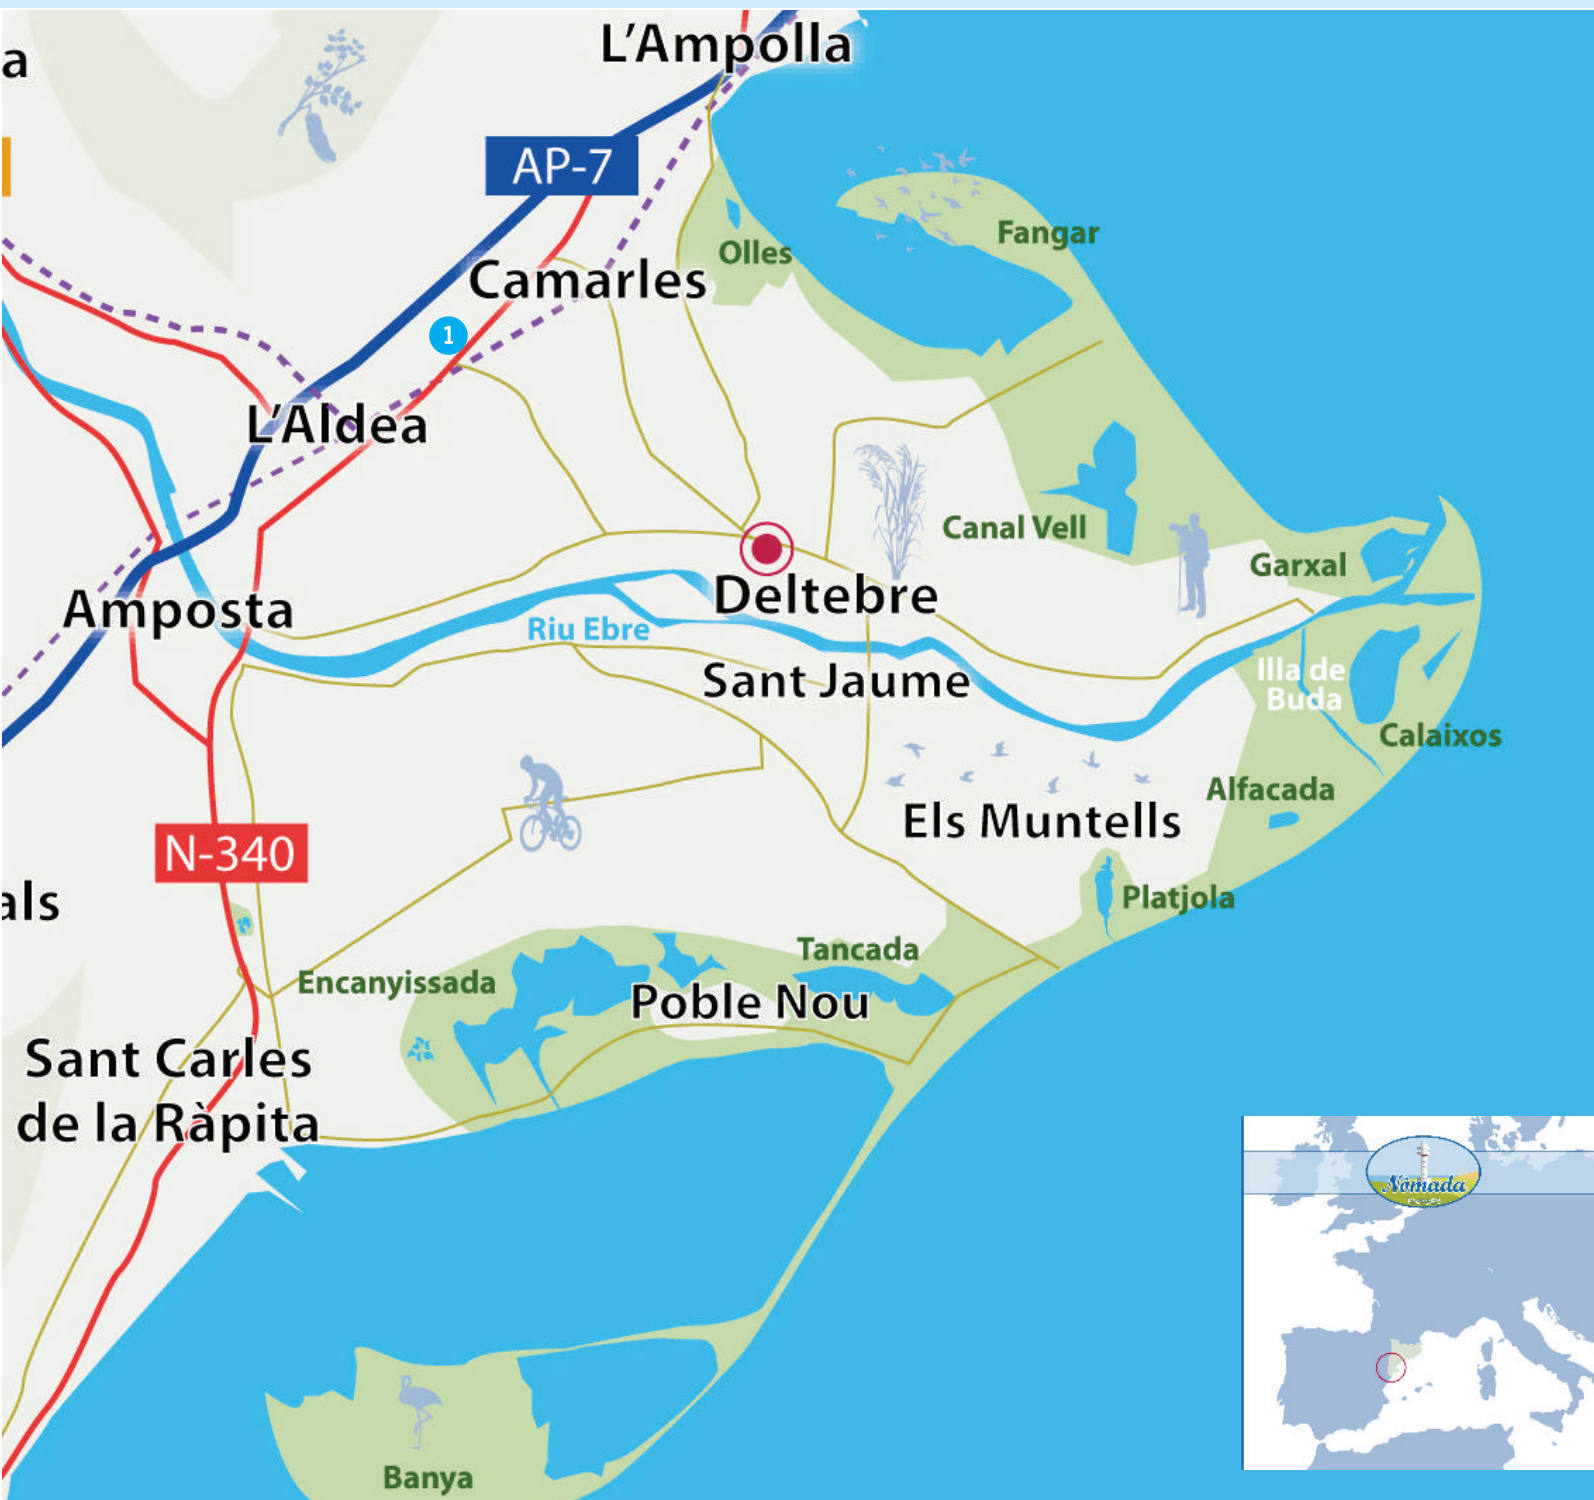 L'Ampolla
a
AP-7
Fangar
Olles
Camarles
1
L'Aldea
Canal Vell
Garxal
Deltebre
Amposta
Riu Ebre
Illa de
Buda
Sant Jaume
Calaixos
Alfacada
Els Muntells
N-340
als
Platjola
Tancada
Encanyissada
Poble Nou
Sant Carles
de la Ràpita
Nòmada
Banya